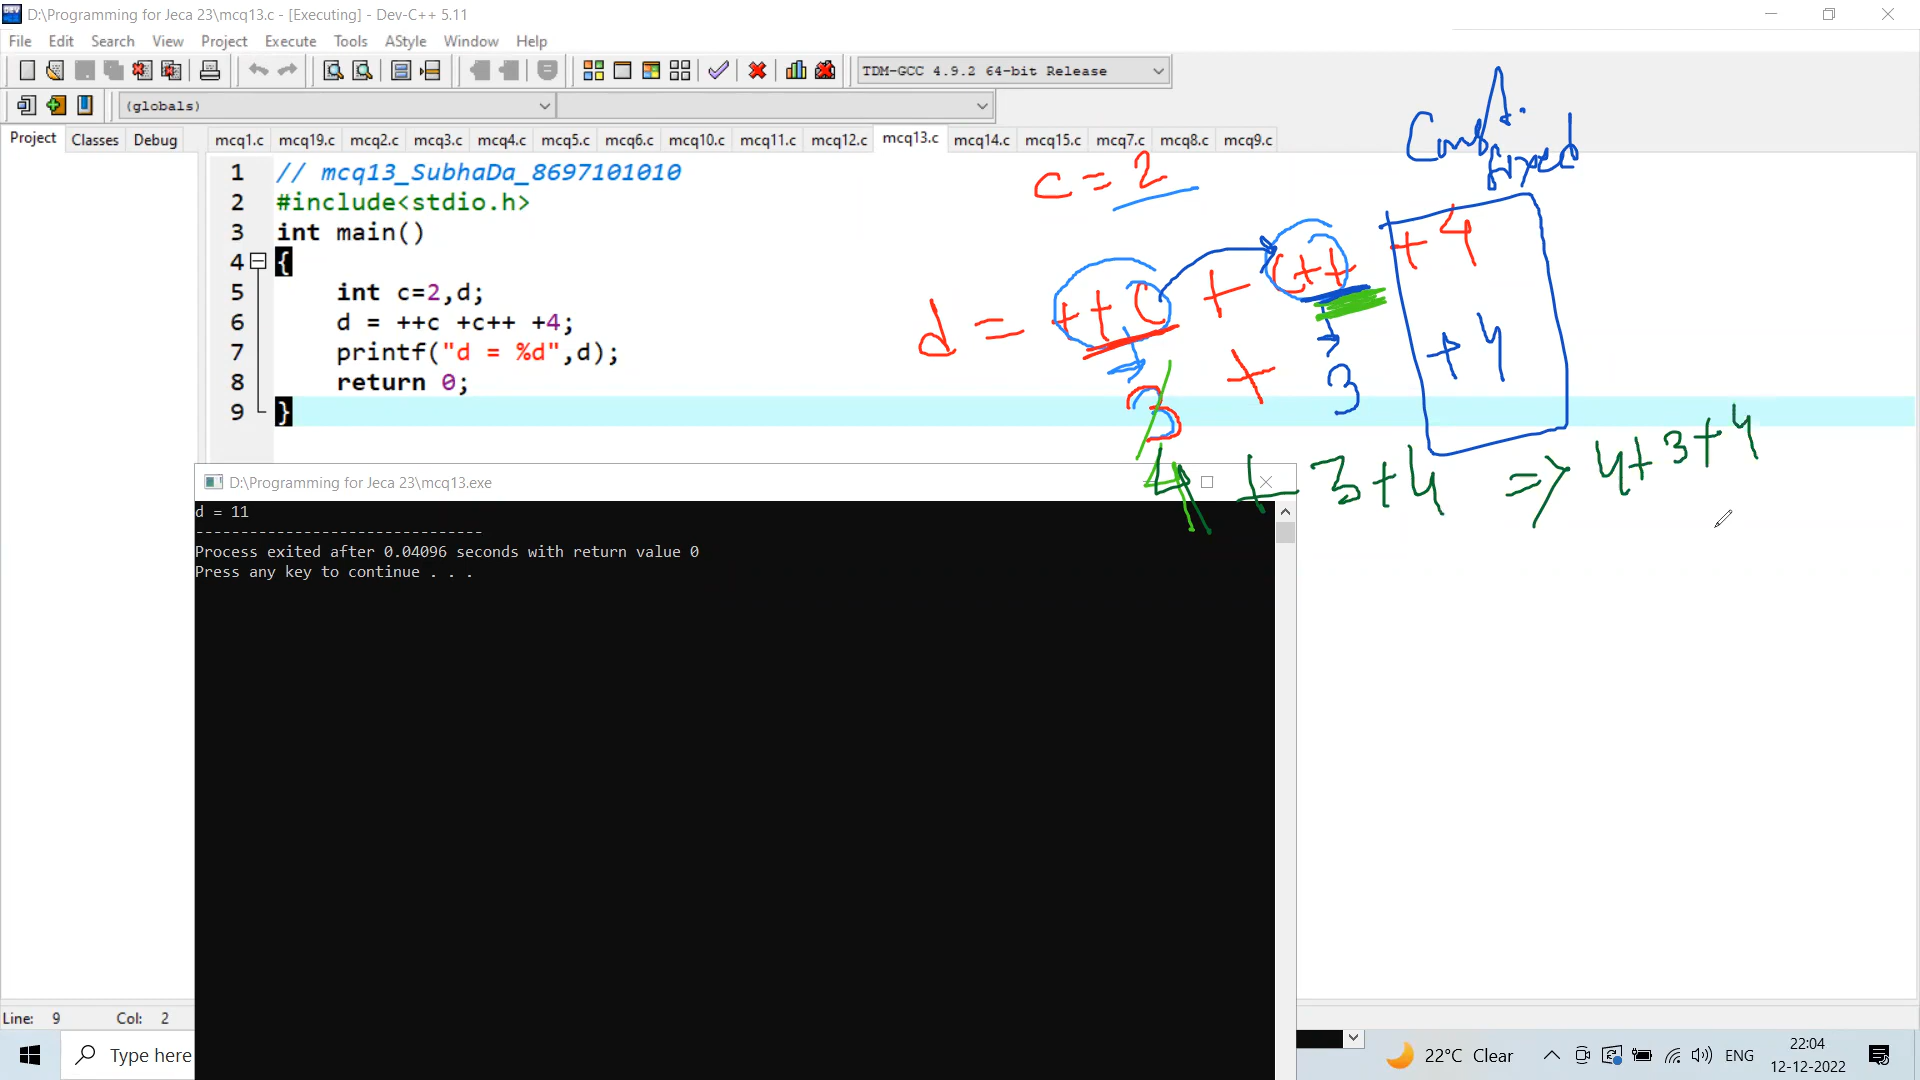 D:\Programming for Jeca 23\mcq13.c - [Executing] - Dev-C++ 5.11
File Edit Search View Project Execute Tools AStyle Window Help
TDM-GCC 4.9.2 64-bit Release
(globals)
Project Classes Debug
mcq1.c mcq19.c mcq2.c mcq3.c mcq4.c mcq5.c mcq6.c mcq10.c mcq11.c mcq12.c mcq13.c mcq14.c mcq15.c mcq7.c mcq8.c mcq9.c
1 // mcq13_SubhaDa_8697101010
2 #include<stdio.h>
3 int main()
4 {
5 int c=2,d;
6 d = ++c +c++ +4;
7 printf("d = %d",d);
8 return 0;
9 }
fixed
c = 2
d = ++c + c++ + 4
3 + 3 + 4
4 + 3 + 4 => 4 + 3 + 4
D:\Programming for Jeca 23\mcq13.exe
d = 11
--------------------------------
Process exited after 0.04096 seconds with return value 0
Press any key to continue . . .
Line: 9 Col: 2
Type here
22°C Clear
ENG
22:04
12-12-2022